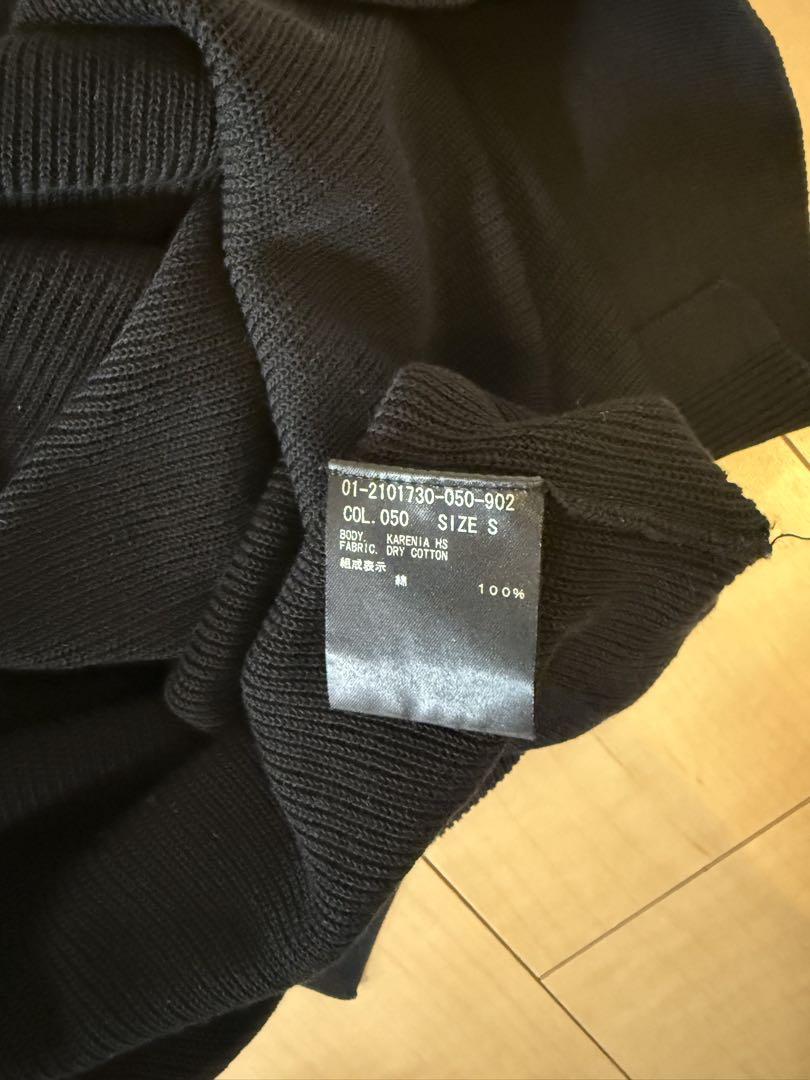 01-2101730-050-902
COL.050 SIZE S
BODY. KARENIA HS
FABRIC. DRY COTTON
組成表示
綿
100%